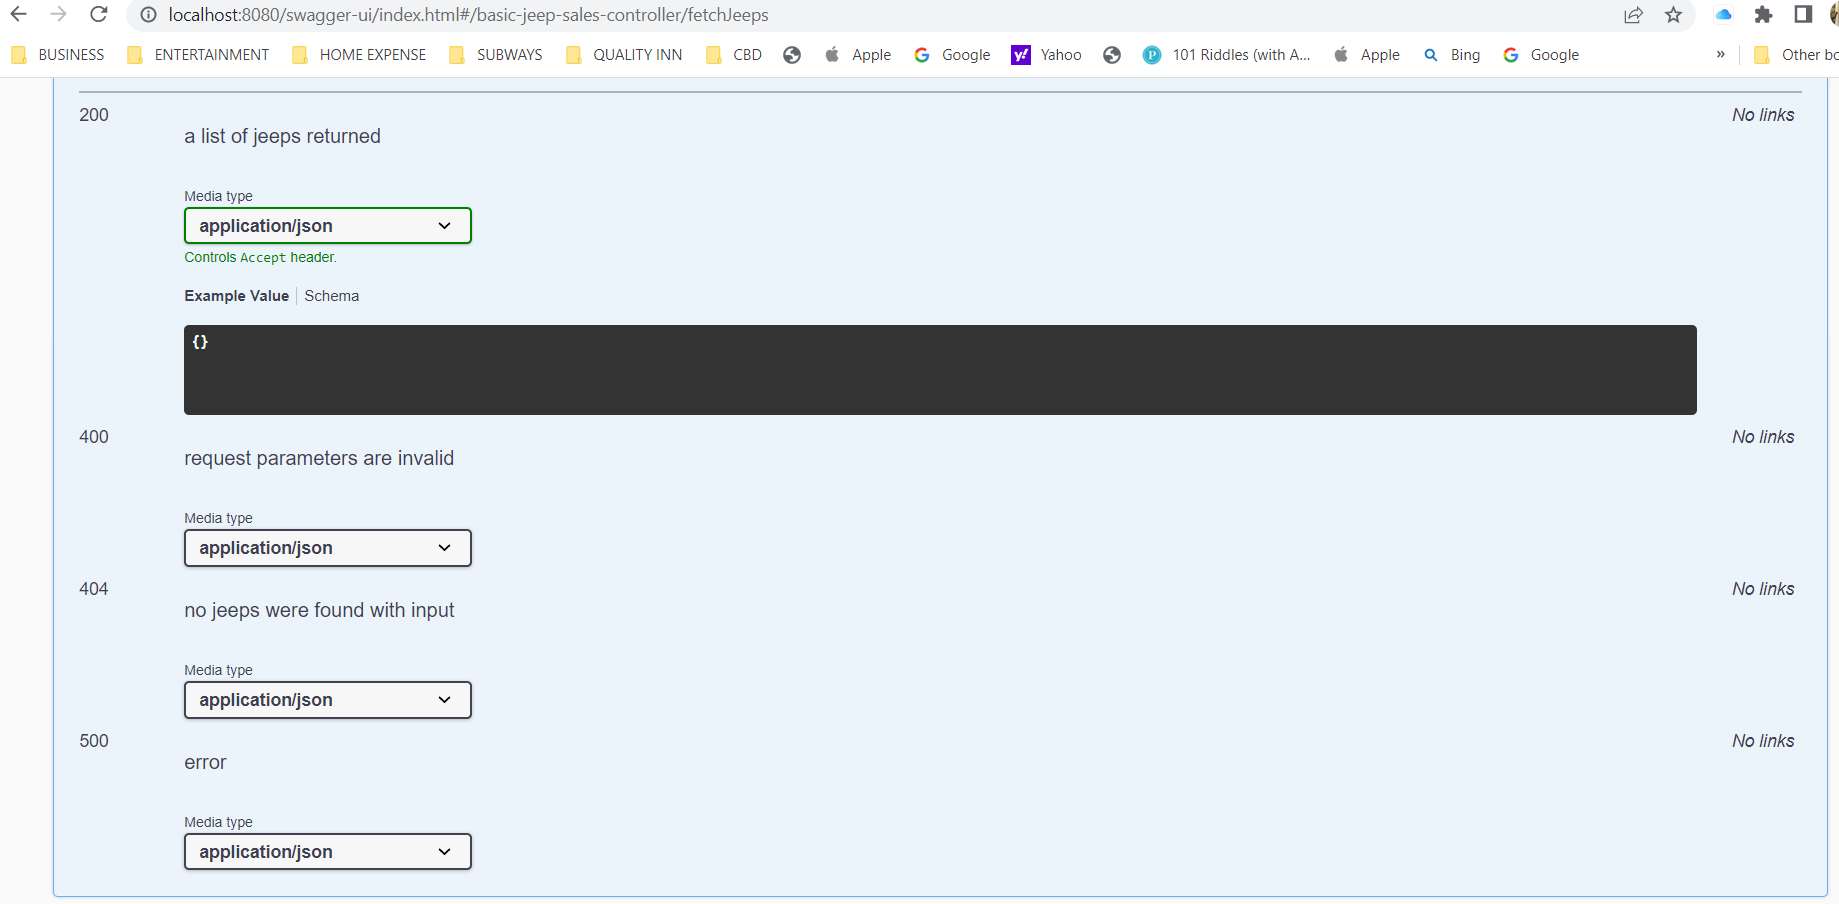 localhost:8080/swagger-ui/index.html#/basic-jeep-sales-controller/fetchJeeps
BUSINESS ENTERTAINMENT HOME EXPENSE SUBWAYS QUALITY INN CBD Apple Google y! Yahoo P 101 Riddles (with A... Apple Bing Google » Other bo
200 No links
a list of jeeps returned
Media type
application/json
Controls Accept header.
Example Value Schema
{}
400 No links
request parameters are invalid
Media type
application/json
404 No links
no jeeps were found with input
Media type
application/json
500 No links
error
Media type
application/json